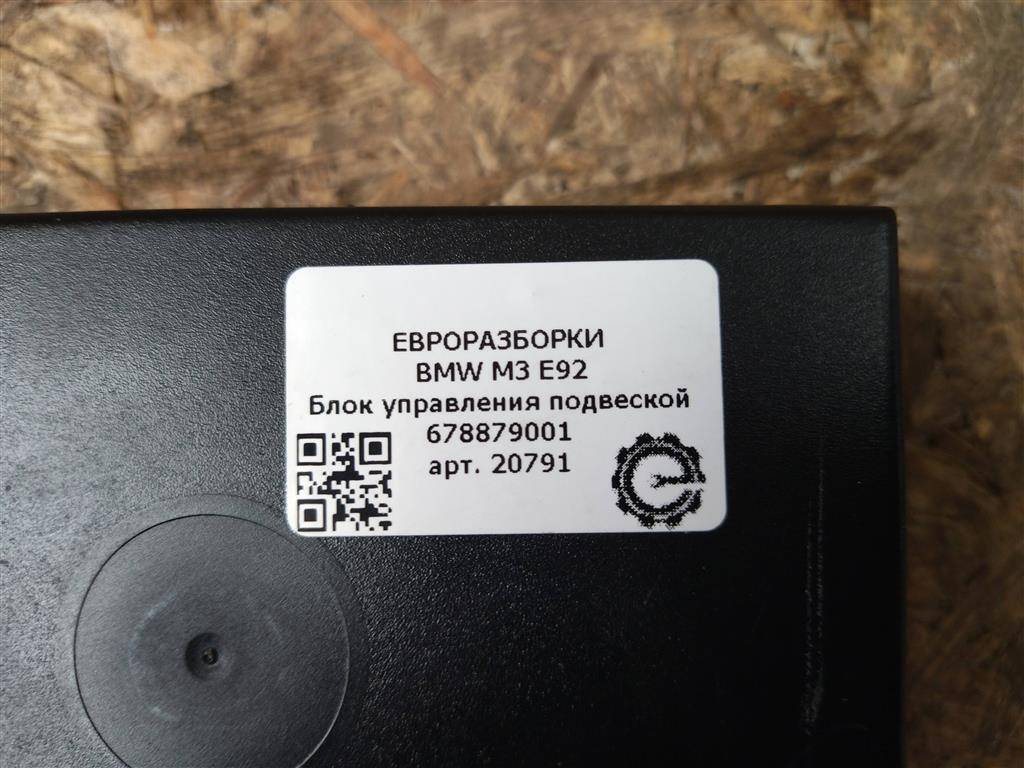 ЕВРОРАЗБОРКИ
BMW M3 E92
Блок управления подвеской
678879001
арт. 20791